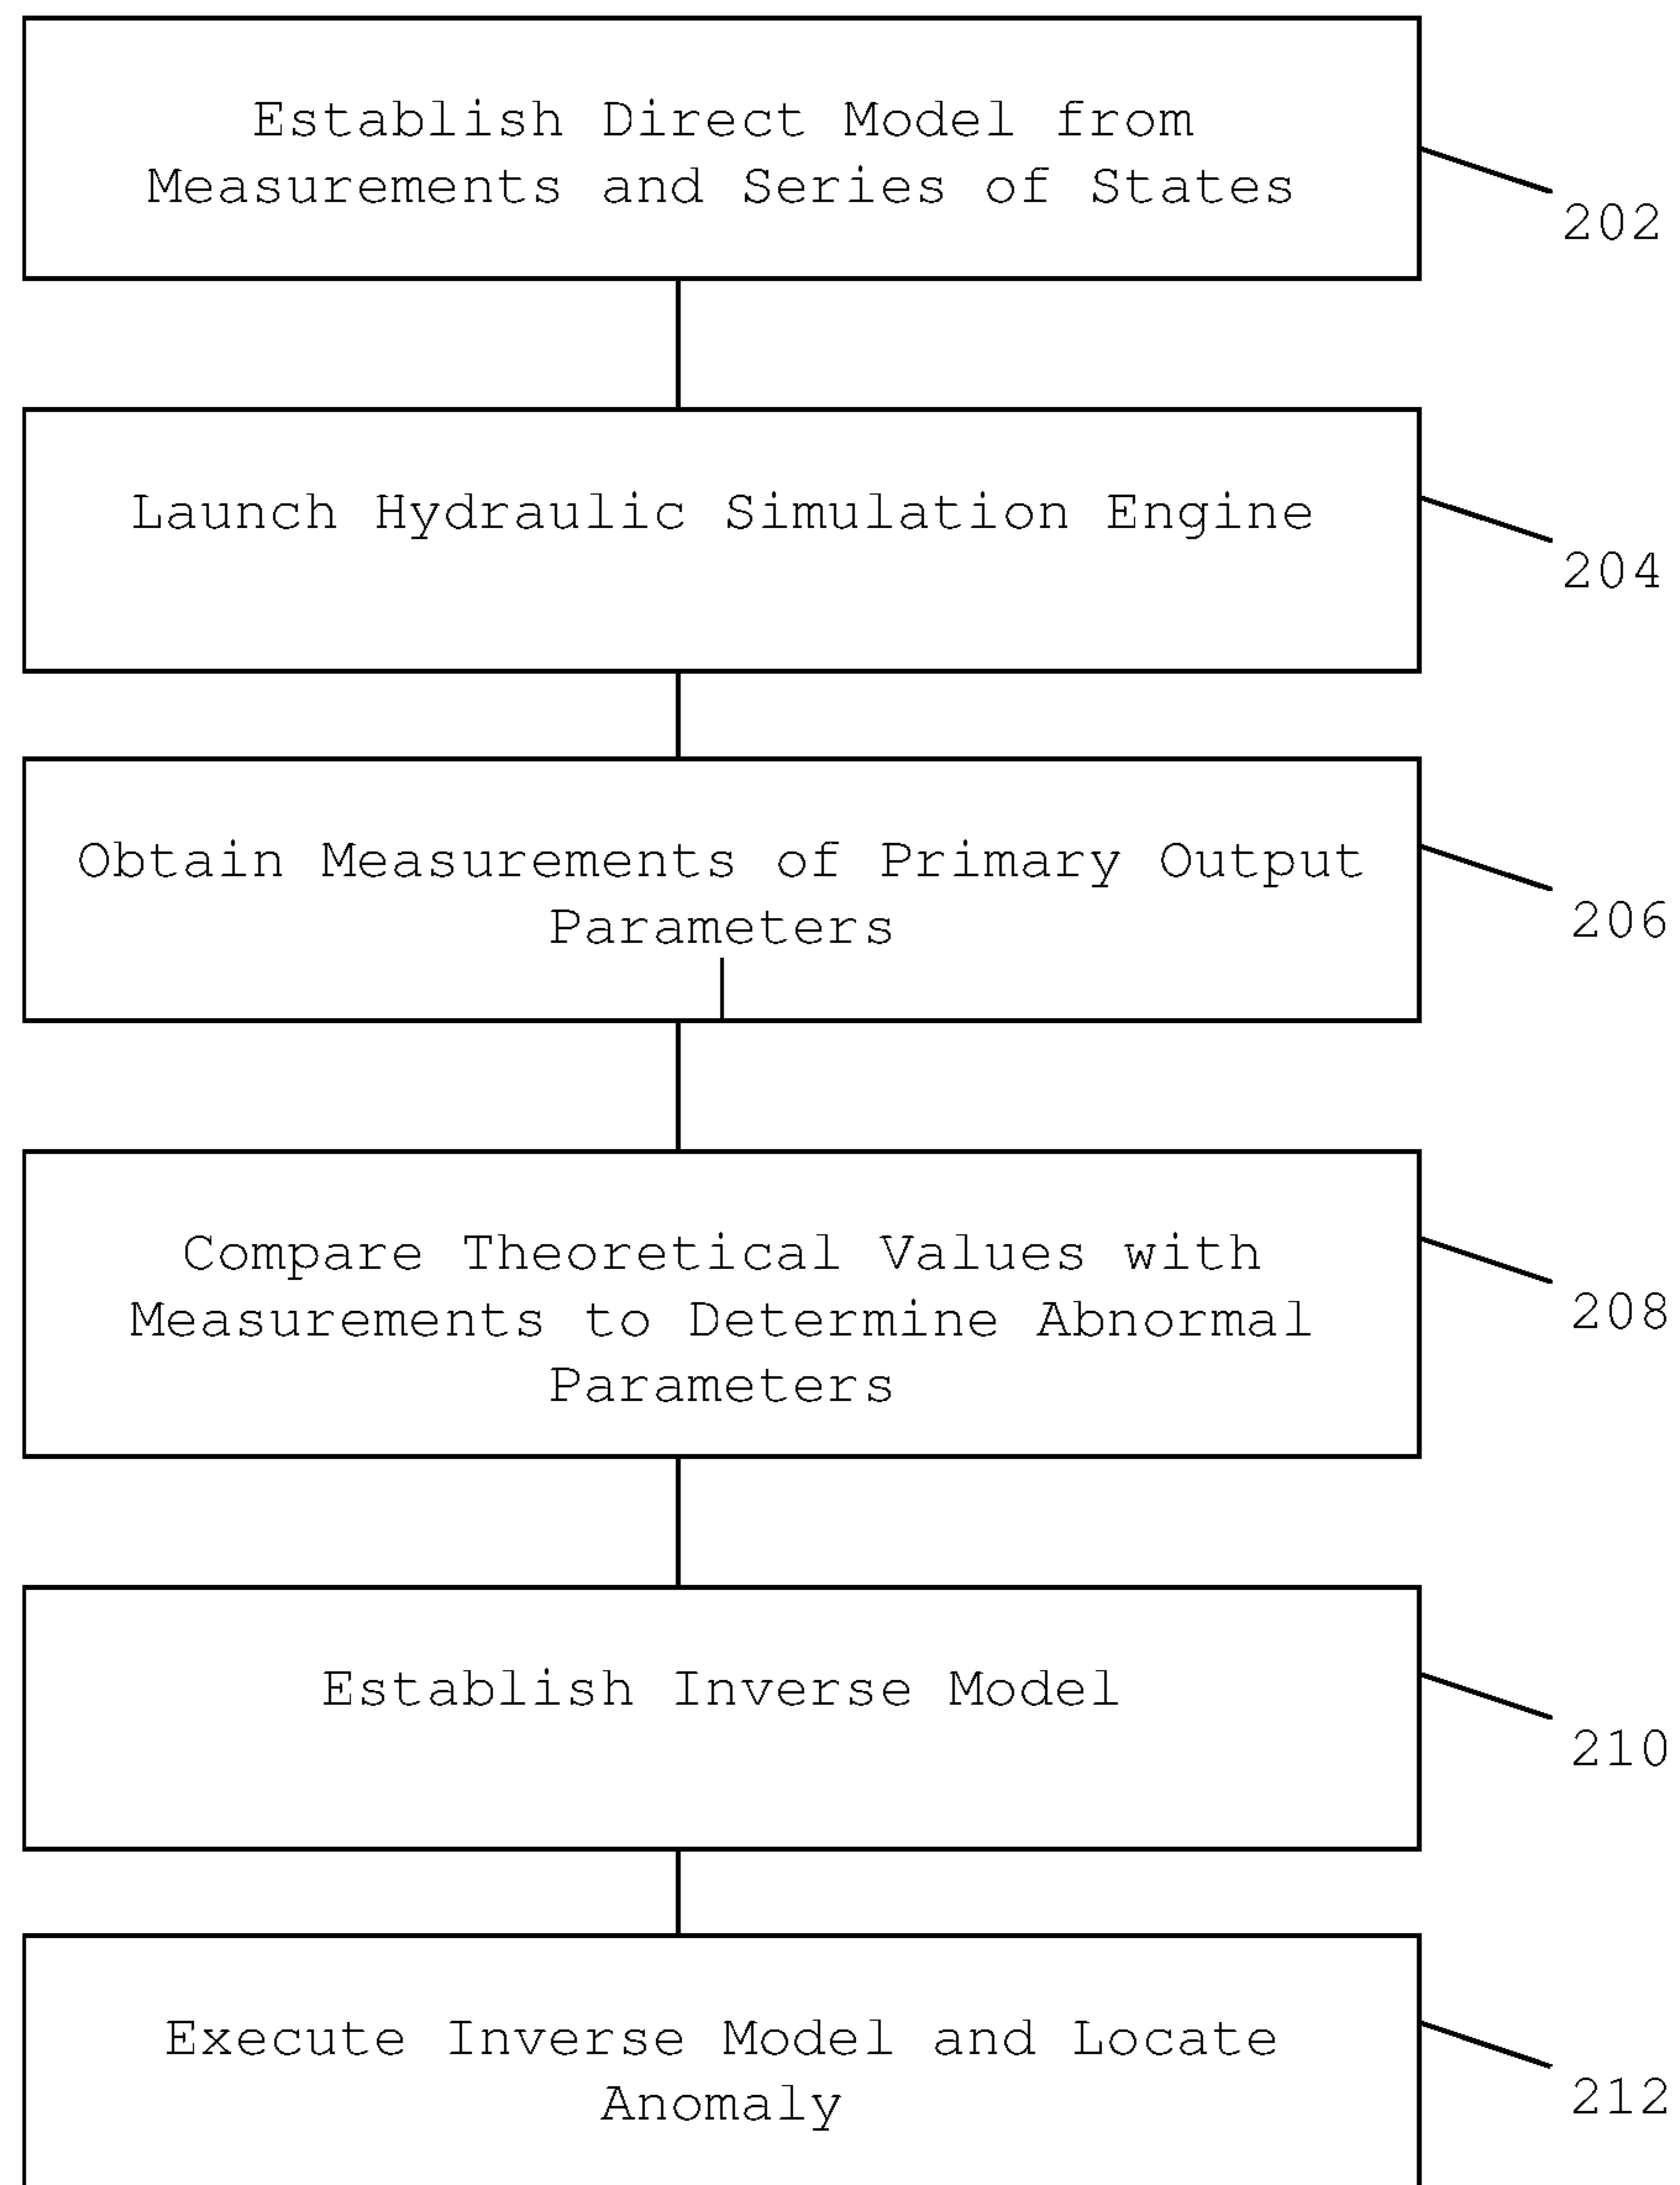 Establish Direct Model from
Measurements and Series of States
202
Launch Hydraulic Simulation Engine
204
Obtain Measurements of Primary Output
Parameters
206
Compare Theoretical Values with
Measurements to Determine Abnormal
Parameters
208
Establish Inverse Model
210
Execute Inverse Model and Locate
Anomaly
212